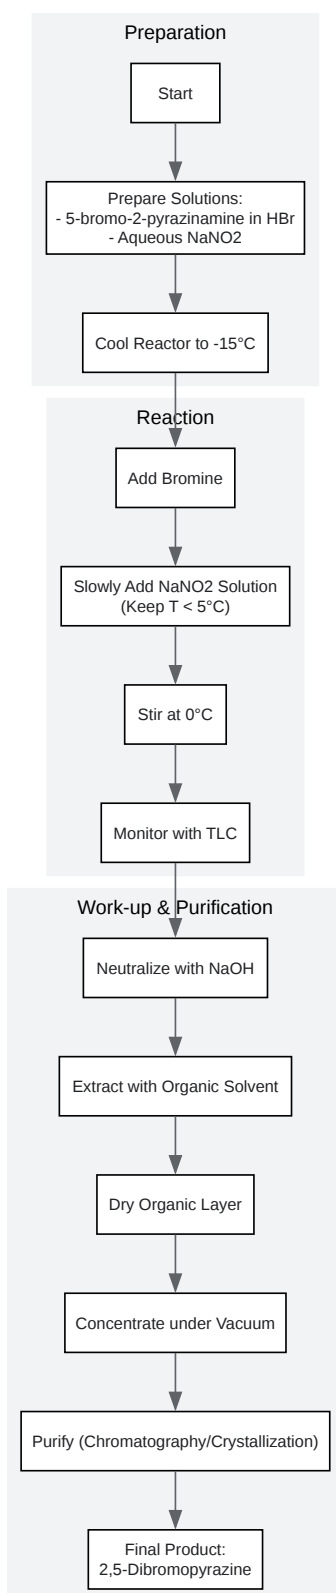 Preparation
Start
Prepare Solutions:
- 5-bromo-2-pyrazinamine in HBr
- Aqueous NaNO2
Cool Reactor to -15°C
Reaction
Add Bromine
Slowly Add NaNO2 Solution
(Keep T < 5°C)
Stir at 0°C
Monitor with TLC
Work-up & Purification
Neutralize with NaOH
Extract with Organic Solvent
Dry Organic Layer
Concentrate under Vacuum
Purify (Chromatography/Crystallization)
Final Product:
2,5-Dibromopyrazine